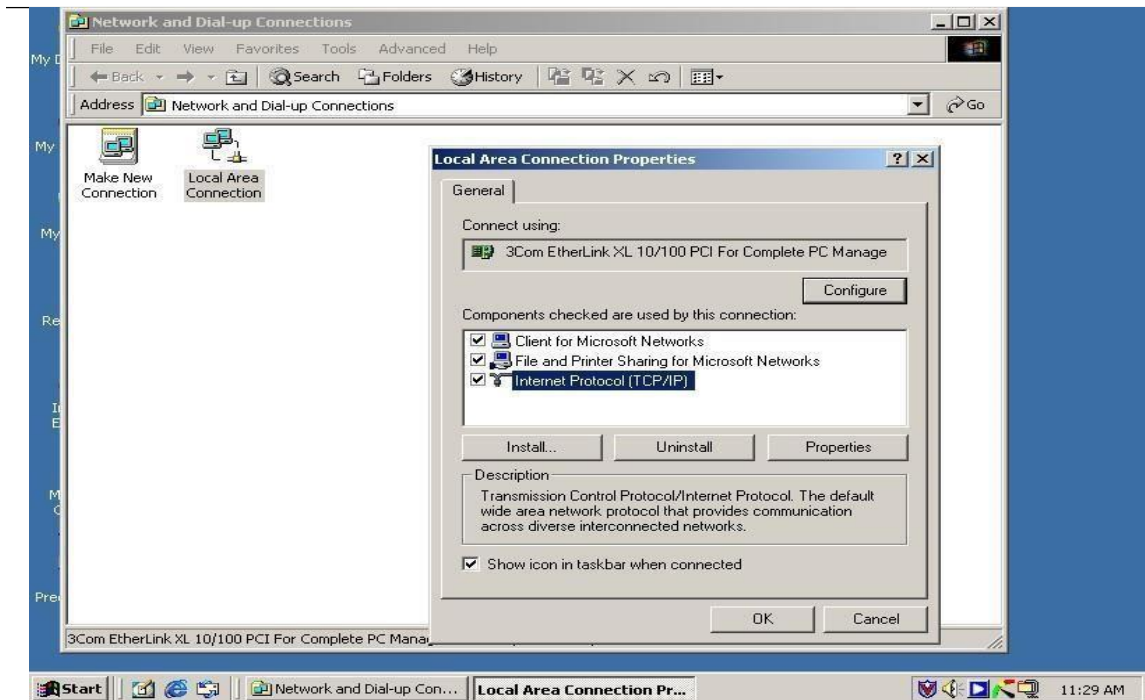 Network and Dial-up Connections
File Edit View Favorites Tools Advanced Help
Back Search Folders History
Address Network and Dial-up Connections Go
My D
My
My
Re
In
E
M
C
Pre
Make New
Connection
Local Area
Connection
Local Area Connection Properties
General
Connect using:
3Com EtherLink XL 10/100 PCI For Complete PC Manage
Configure
Components checked are used by this connection:
Client for Microsoft Networks
File and Printer Sharing for Microsoft Networks
Internet Protocol (TCP/IP)
Install... Uninstall Properties
Description
Transmission Control Protocol/Internet Protocol. The default
wide area network protocol that provides communication
across diverse interconnected networks.
Show icon in taskbar when connected
OK Cancel
3Com EtherLink XL 10/100 PCI For Complete PC Mana
Start Network and Dial-up Con... Local Area Connection Pr... 11:29 AM